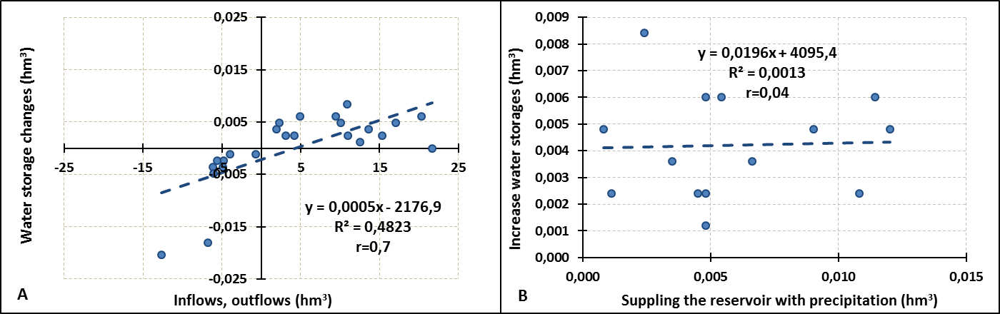 Water storage changes (hm³)
0,025
0,015
0,005
-0,005
-0,015
-0,025
-25
-15
-5
5
15
25
y = 0,0005x - 2176,9
R² = 0,4823
r=0,7
A
Inflows, outflows (hm³)
Increase water storages (hm³)
0,009
0,008
0,007
0,006
0,005
0,004
0,003
0,002
0,001
0,000
y = 0,0196x + 4095,4
R² = 0,0013
r=0,04
0,000
0,005
0,010
0,015
B
Suppling the reservoir with precipitation (hm³)